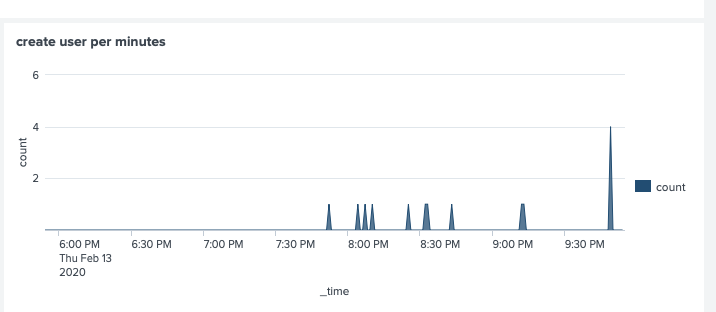 create user per minutes
6
4
2
count
count
6:00 PM 6:30 PM 7:00 PM 7:30 PM 8:00 PM 8:30 PM 9:00 PM 9:30 PM
Thu Feb 13
2020
_time